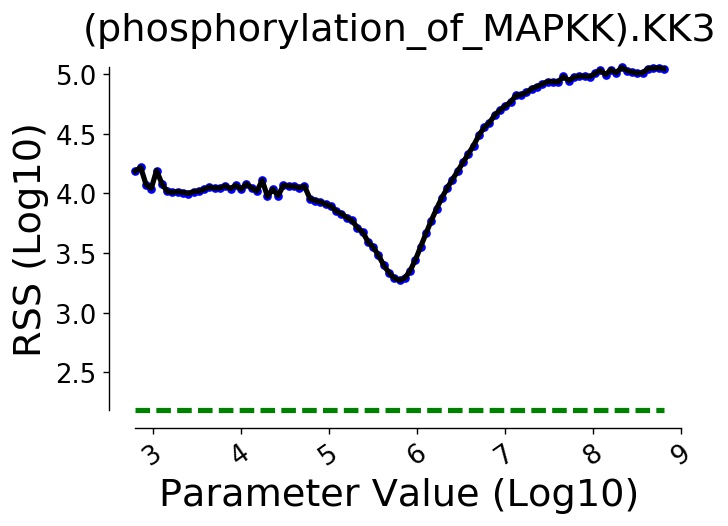 (phosphorylation_of_MAPKK).KK3
RSS (Log10)
5.0
4.5
4.0
3.5
3.0
2.5
3 4 5 6 7 8 9
Parameter Value (Log10)